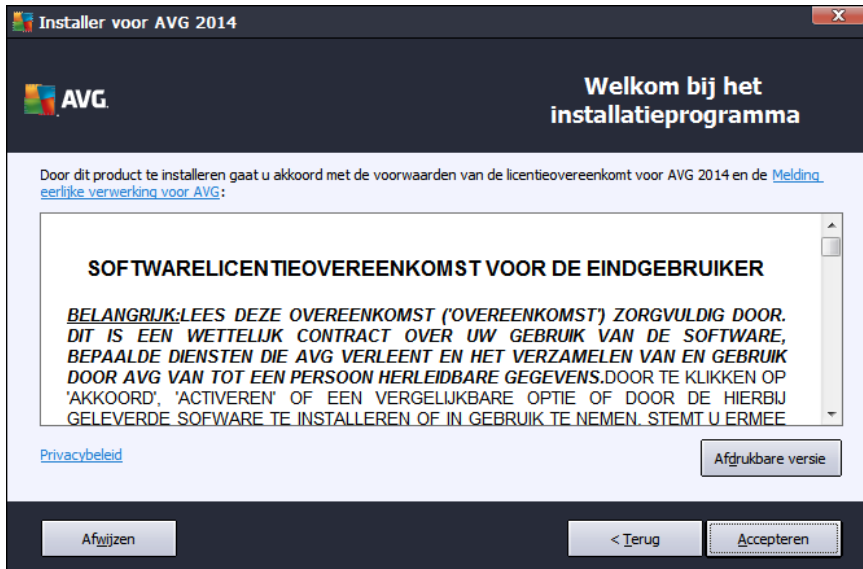 Installer voor AVG 2014
X
AVG.
Welkom bij het
installatieprogramma
Door dit product te installeren gaat u akkoord met de voorwaarden van de licentieovereenkomt voor AVG 2014 en de Melding
eerlijke verwerking voor AVG:
SOFTWARELICENTIEOVEREENKOMST VOOR DE EINDGEBRUIKER
BELANGRIJK:LEES DEZE OVEREENKOMST ('OVEREENKOMST') ZORGVULDIG DOOR.
DIT IS EEN WETTELIJK CONTRACT OVER UW GEBRUIK VAN DE SOFTWARE,
BEPAALDE DIENSTEN DIE AVG VERLEENT EN HET VERZAMELEN VAN EN GEBRUIK
DOOR AVG VAN TOT EEN PERSOON HERLEIDBARE GEGEVENS.DOOR TE KLIKKEN OP
'AKKOORD', 'ACTIVEREN' OF EEN VERGELIJKBARE OPTIE OF DOOR DE HIERBIJ
GELEVERDE SOFWARE TE INSTALLEREN OF IN GEBRUIK TE NEMEN, STEMT U ERMEE
Privacybeleid
Afdrukbare versie
Afwijzen
< Terug
Accepteren